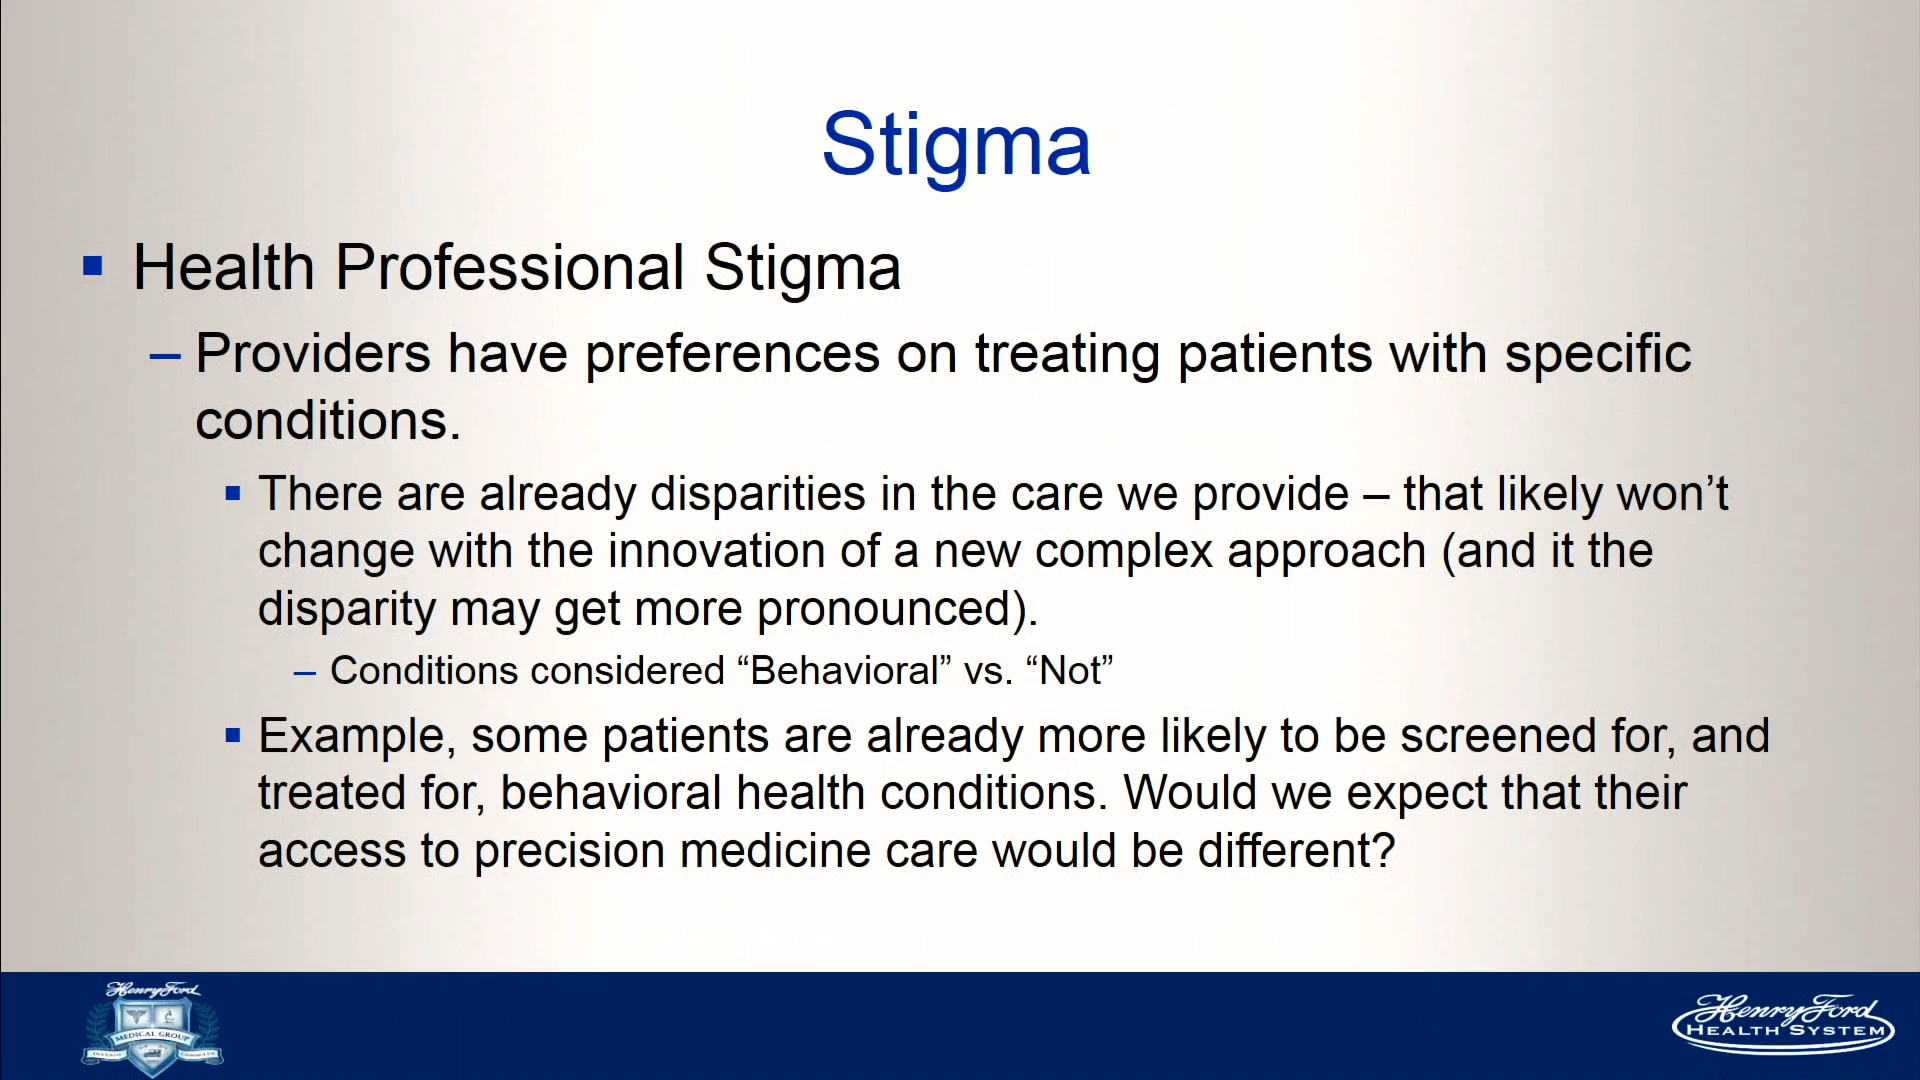 Stigma
▪ Health Professional Stigma
– Providers have preferences on treating patients with specific
conditions.
▪ There are already disparities in the care we provide – that likely won’t
change with the innovation of a new complex approach (and it the
disparity may get more pronounced).
– Conditions considered “Behavioral” vs. “Not”
▪ Example, some patients are already more likely to be screened for, and
treated for, behavioral health conditions. Would we expect that their
access to precision medicine care would be different?
Henry Ford
MEDICAL GROUP
Henry Ford
HEALTH SYSTEM